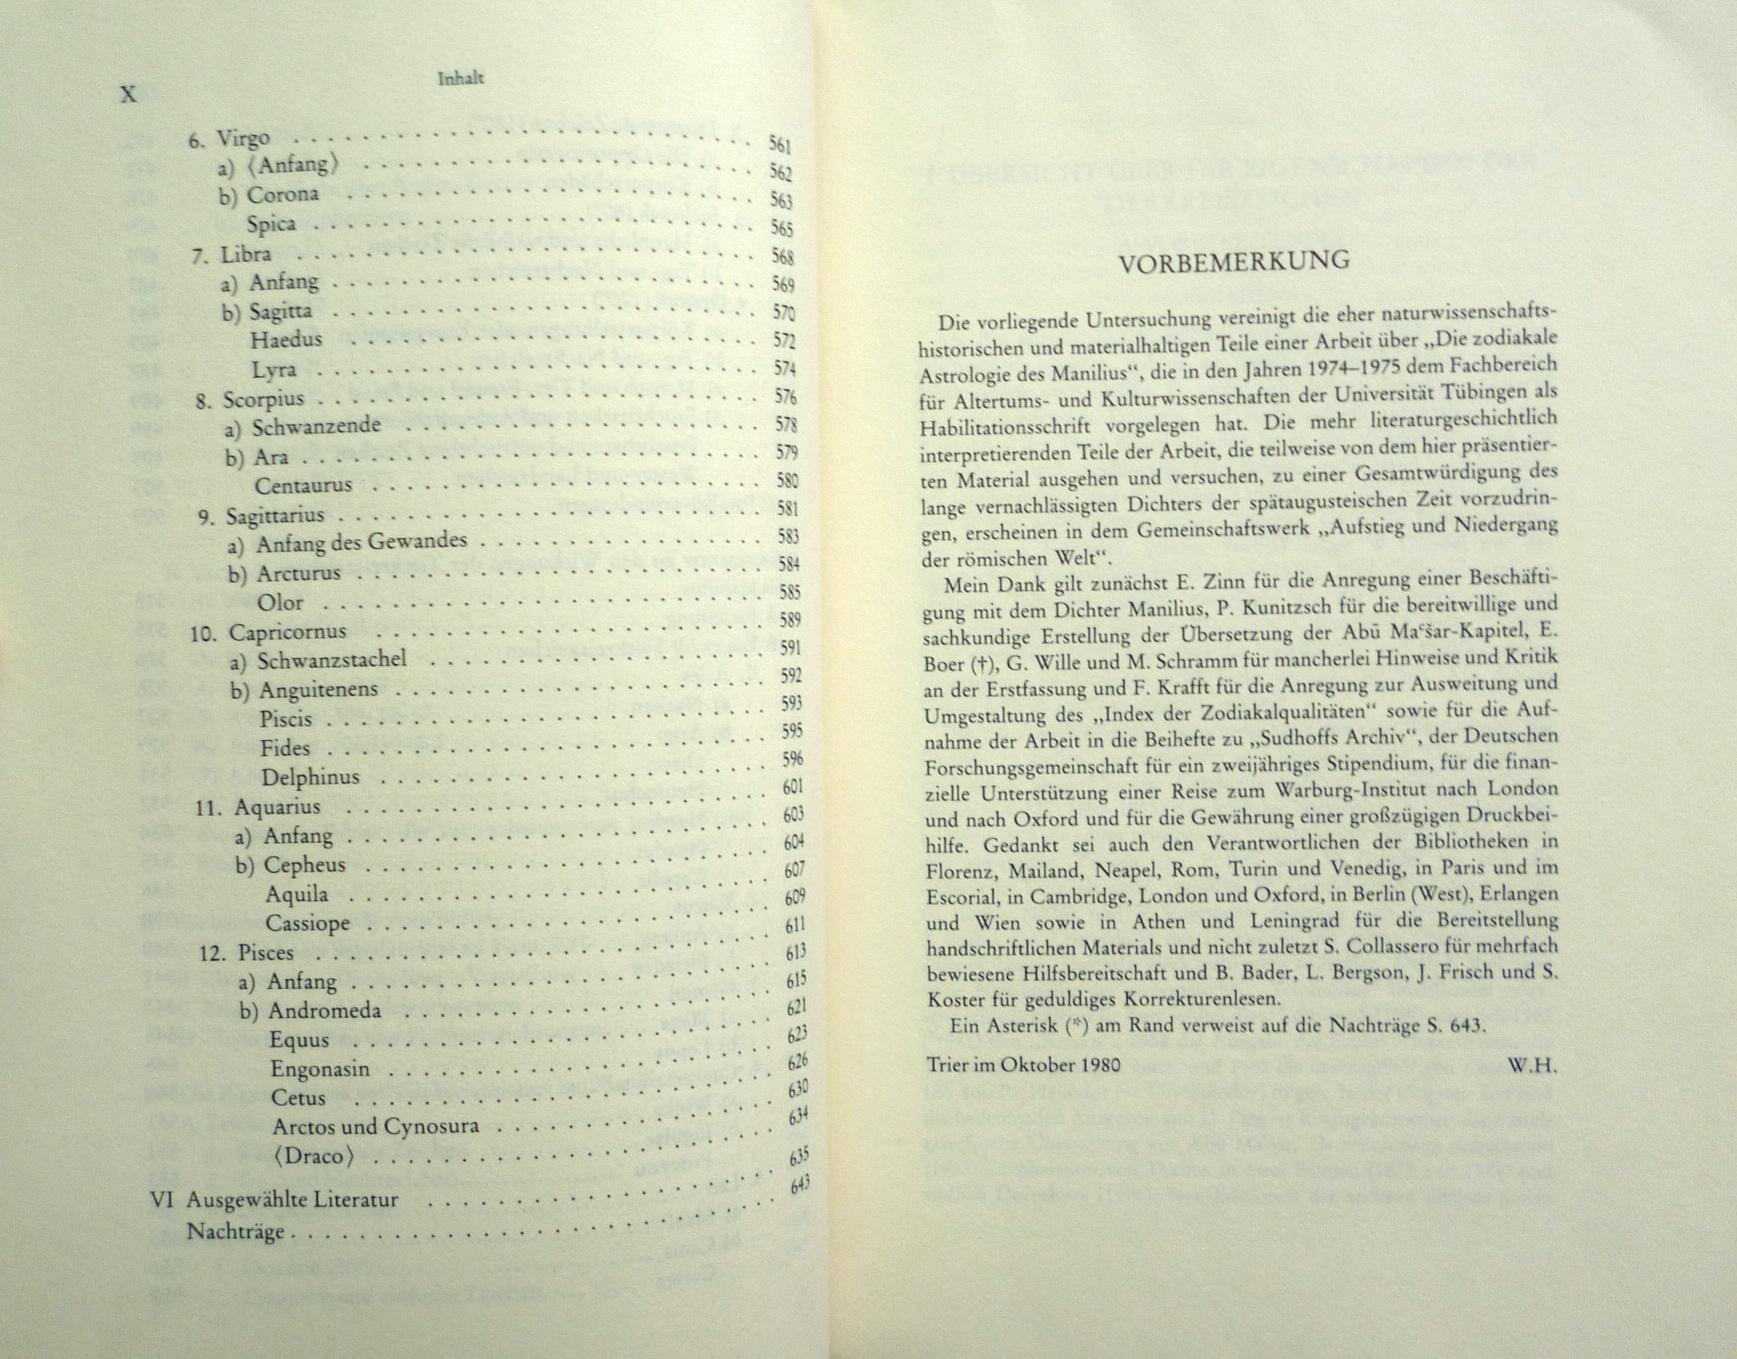 X
Inhalt
6. Virgo . . . . . . . . . . . . . . . . . . . . 561
a) ⟨Anfang⟩ . . . . . . . . . . . . . . . . . . . . 562
b) Corona . . . . . . . . . . . . . . . . . . . . 563
Spica . . . . . . . . . . . . . . . . . . . . 565
7. Libra . . . . . . . . . . . . . . . . . . . . 568
a) Anfang . . . . . . . . . . . . . . . . . . . . 569
b) Sagitta . . . . . . . . . . . . . . . . . . . . 570
Haedus . . . . . . . . . . . . . . . . . . . . 572
Lyra . . . . . . . . . . . . . . . . . . . . 574
8. Scorpius . . . . . . . . . . . . . . . . . . . . 576
a) Schwanzende . . . . . . . . . . . . . . . . . . . . 578
b) Ara . . . . . . . . . . . . . . . . . . . . 579
Centaurus . . . . . . . . . . . . . . . . . . . . 580
9. Sagittarius . . . . . . . . . . . . . . . . . . . . 581
a) Anfang des Gewandes . . . . . . . . . . . . . . . . 583
b) Arcturus . . . . . . . . . . . . . . . . . . . . 584
Olor . . . . . . . . . . . . . . . . . . . . 585
10. Capricornus . . . . . . . . . . . . . . . . . . . . 589
a) Schwanzstachel . . . . . . . . . . . . . . . . . . . . 591
b) Anguitenens . . . . . . . . . . . . . . . . . . . . 592
Piscis . . . . . . . . . . . . . . . . . . . . 593
Fides . . . . . . . . . . . . . . . . . . . . 595
Delphinus . . . . . . . . . . . . . . . . . . . . 596
11. Aquarius . . . . . . . . . . . . . . . . . . . . 601
a) Anfang . . . . . . . . . . . . . . . . . . . . 603
b) Cepheus . . . . . . . . . . . . . . . . . . . . 604
Aquila . . . . . . . . . . . . . . . . . . . . 607
Cassiope . . . . . . . . . . . . . . . . . . . . 609
12. Pisces . . . . . . . . . . . . . . . . . . . . 611
a) Anfang . . . . . . . . . . . . . . . . . . . . 613
b) Andromeda . . . . . . . . . . . . . . . . . . . . 615
Equus . . . . . . . . . . . . . . . . . . . . 621
Engonasin . . . . . . . . . . . . . . . . . . . . 623
Cetus . . . . . . . . . . . . . . . . . . . . 626
Arctos und Cynosura . . . . . . . . . . . . . . . . 630
⟨Draco⟩ . . . . . . . . . . . . . . . . . . . . 634
VI Ausgewählte Literatur . . . . . . . . . . . . . . . . 635
Nachträge . . . . . . . . . . . . . . . . . . . . 643
VORBEMERKUNG
Die vorliegende Untersuchung vereinigt die eher naturwissenschafts-
historischen und materialhaltigen Teile einer Arbeit über „Die zodiakale
Astrologie des Manilius“, die in den Jahren 1974–1975 dem Fachbereich
für Altertums- und Kulturwissenschaften der Universität Tübingen als
Habilitationsschrift vorgelegen hat. Die mehr literaturgeschichtlich
interpretierenden Teile der Arbeit, die teilweise von dem hier präsentier-
ten Material ausgehen und versuchen, zu einer Gesamtwürdigung des
lange vernachlässigten Dichters der spätaugusteischen Zeit vorzudrin-
gen, erscheinen in dem Gemeinschaftswerk „Aufstieg und Niedergang
der römischen Welt“.
Mein Dank gilt zunächst E. Zinn für die Anregung einer Beschäfti-
gung mit dem Dichter Manilius, P. Kunitzsch für die bereitwillige und
sachkundige Erstellung der Übersetzung der Abū Maʿšar-Kapitel, E.
Boer (†), G. Wille und M. Schramm für mancherlei Hinweise und Kritik
an der Erstfassung und F. Krafft für die Anregung zur Ausweitung und
Umgestaltung des „Index der Zodiakalqualitäten“ sowie für die Auf-
nahme der Arbeit in die Beihefte zu „Sudhoffs Archiv“, der Deutschen
Forschungsgemeinschaft für ein zweijähriges Stipendium, für die finan-
zielle Unterstützung einer Reise zum Warburg-Institut nach London
und nach Oxford und für die Gewährung einer großzügigen Druckbei-
hilfe. Gedankt sei auch den Verantwortlichen der Bibliotheken in
Florenz, Mailand, Neapel, Rom, Turin und Venedig, in Paris und im
Escorial, in Cambridge, London und Oxford, in Berlin (West), Erlangen
und Wien sowie in Athen und Leningrad für die Bereitstellung
handschriftlichen Materials und nicht zuletzt S. Collassero für mehrfach
bewiesene Hilfsbereitschaft und B. Bader, L. Bergson, J. Frisch und S.
Koster für geduldiges Korrekturenlesen.
Ein Asterisk (*) am Rand verweist auf die Nachträge S. 643.
Trier im Oktober 1980 W.H.